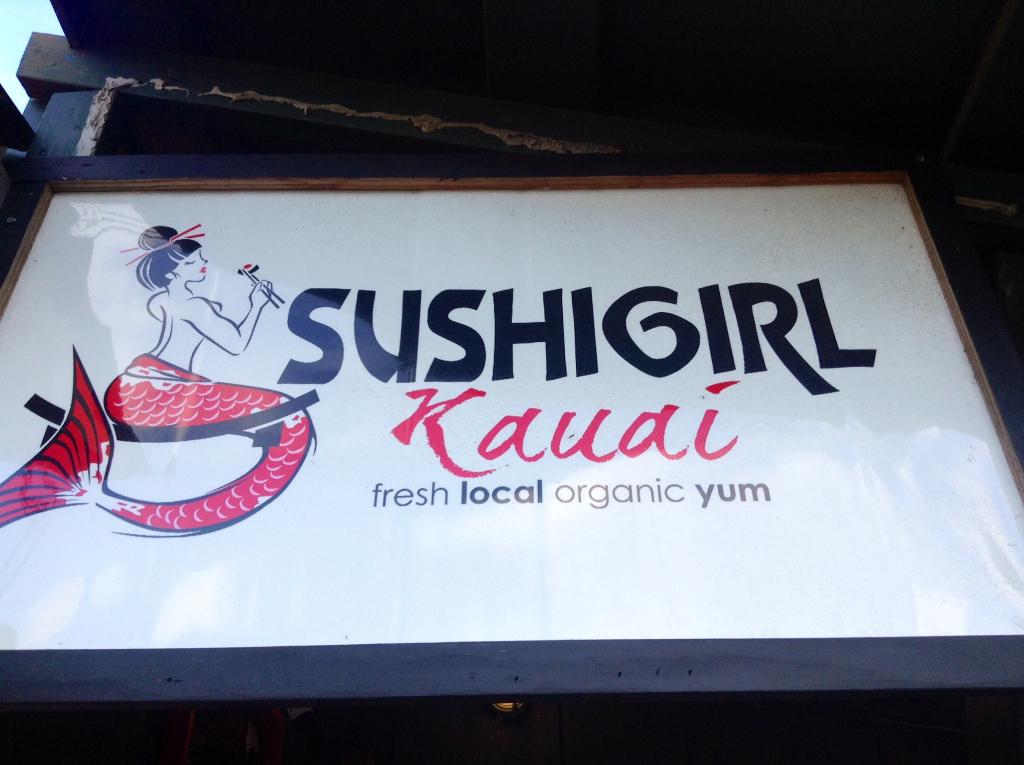 SUSHIGIRL
Kauai
fresh local organic yum